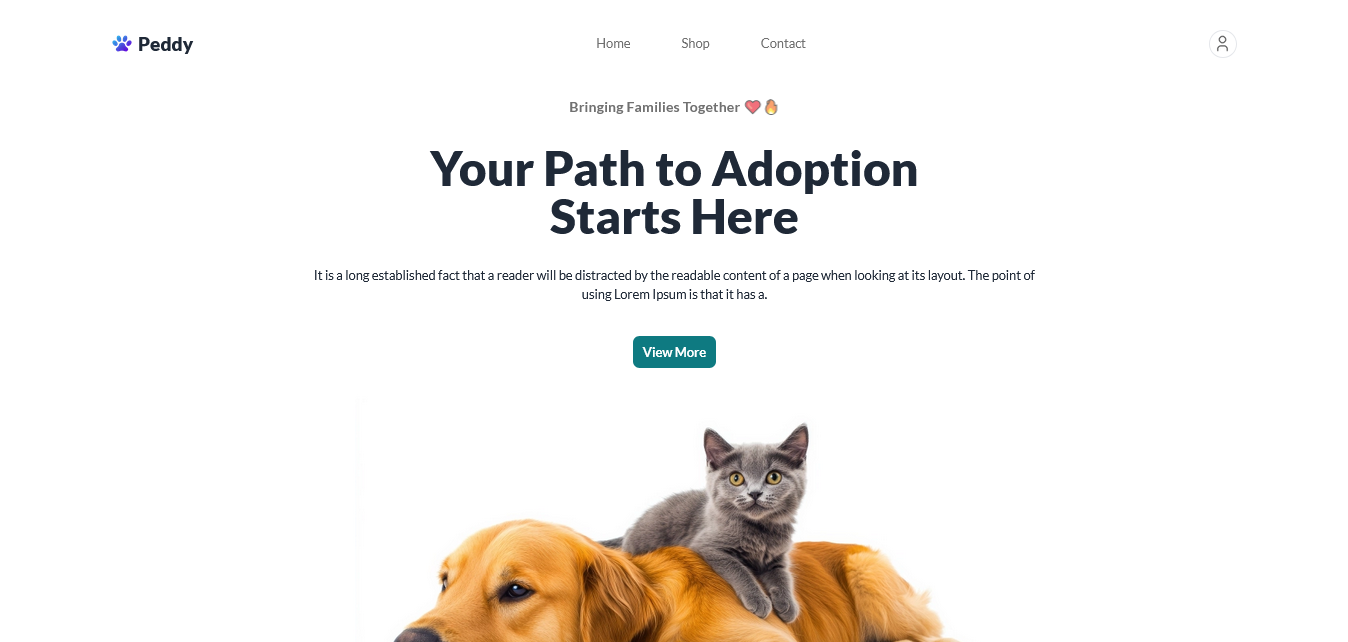 Peddy
Home
Shop
Contact
Bringing Families Together ❤️🔥
Your Path to Adoption
Starts Here
It is a long established fact that a reader will be distracted by the readable content of a page when looking at its layout. The point of
using Lorem Ipsum is that it has a.
View More